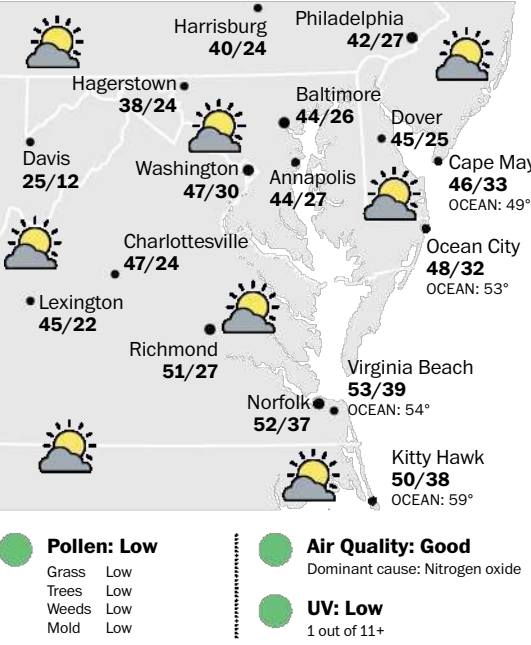 Harrisburg
40/24
Philadelphia
42/27
Hagerstown
38/24
Baltimore
44/26
Dover
45/25
Davis
25/12
Washington
47/30
Annapolis
44/27
Cape May
46/33
OCEAN: 49°
Ocean City
48/32
OCEAN: 53°
Charlottesville
47/24
Lexington
45/22
Richmond
51/27
Virginia Beach
53/39
OCEAN: 54°
Norfolk
52/37
Kitty Hawk
50/38
OCEAN: 59°
Pollen: Low
Grass Low
Trees Low
Weeds Low
Mold Low
Air Quality: Good
Dominant cause: Nitrogen oxide
UV: Low
1 out of 11+